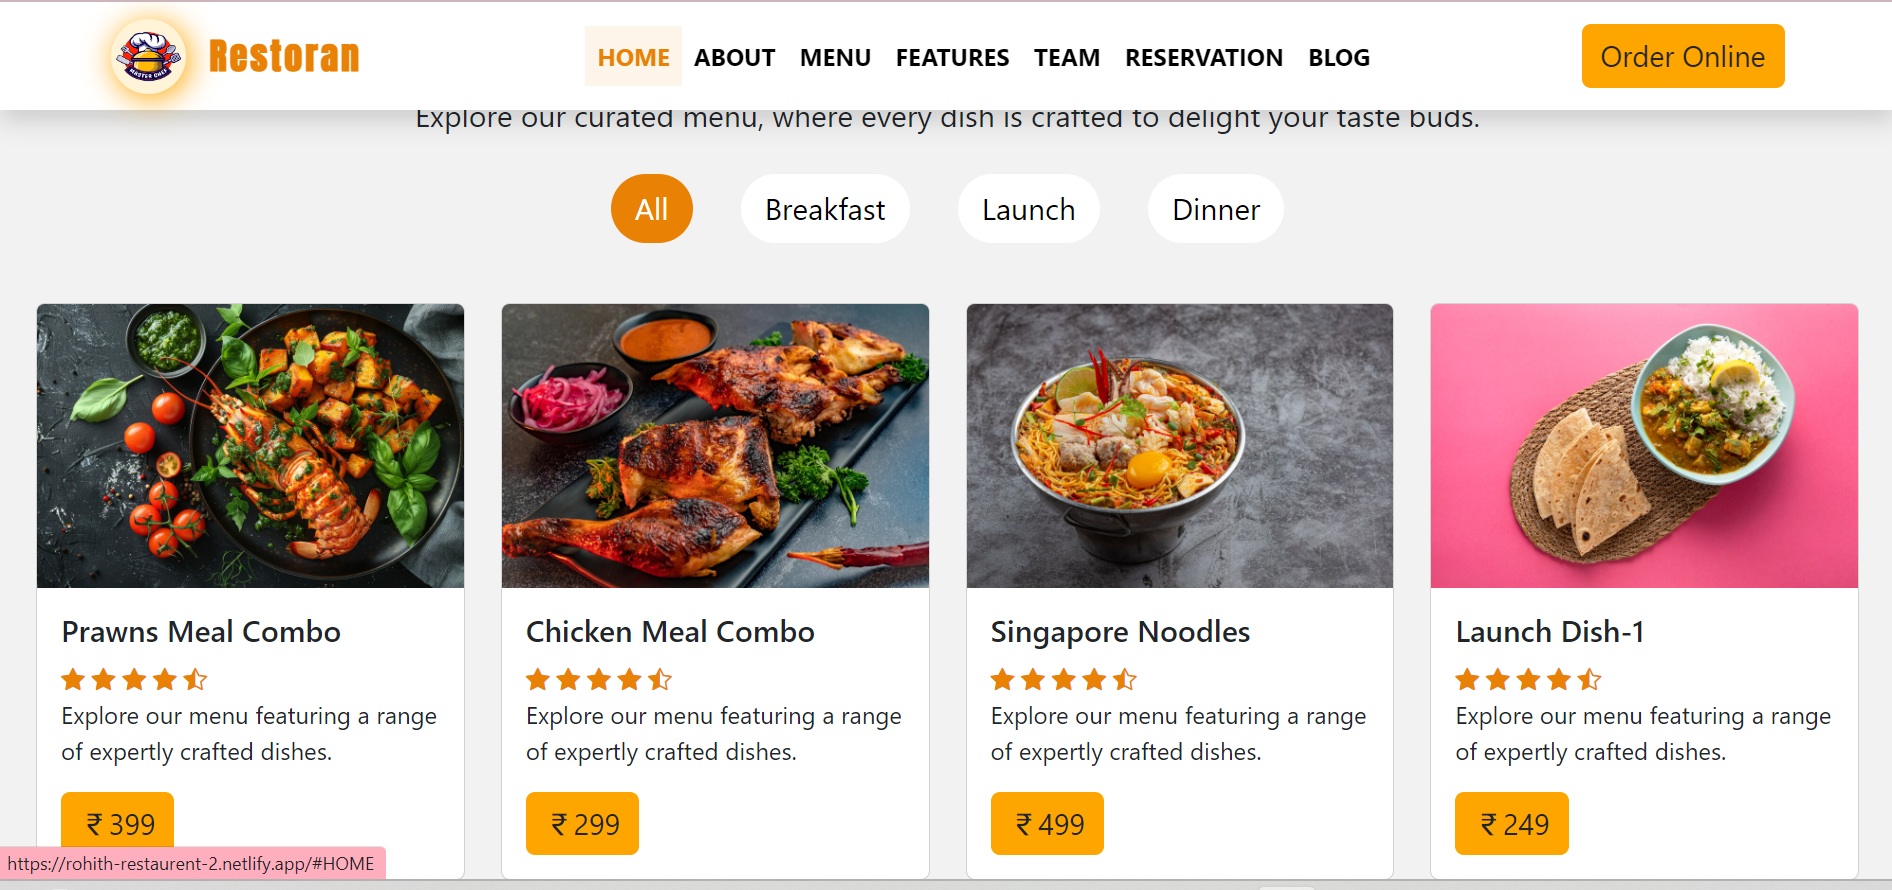 MASTER CHEF
Restoran
HOME ABOUT MENU FEATURES TEAM RESERVATION BLOG
Order Online
Explore our curated menu, where every dish is crafted to delight your taste buds.
All Breakfast Launch Dinner
Prawns Meal Combo
Explore our menu featuring a range
of expertly crafted dishes.
₹ 399
Chicken Meal Combo
Explore our menu featuring a range
of expertly crafted dishes.
₹ 299
Singapore Noodles
Explore our menu featuring a range
of expertly crafted dishes.
₹ 499
Launch Dish-1
Explore our menu featuring a range
of expertly crafted dishes.
₹ 249
https://rohith-restaurent-2.netlify.app/#HOME